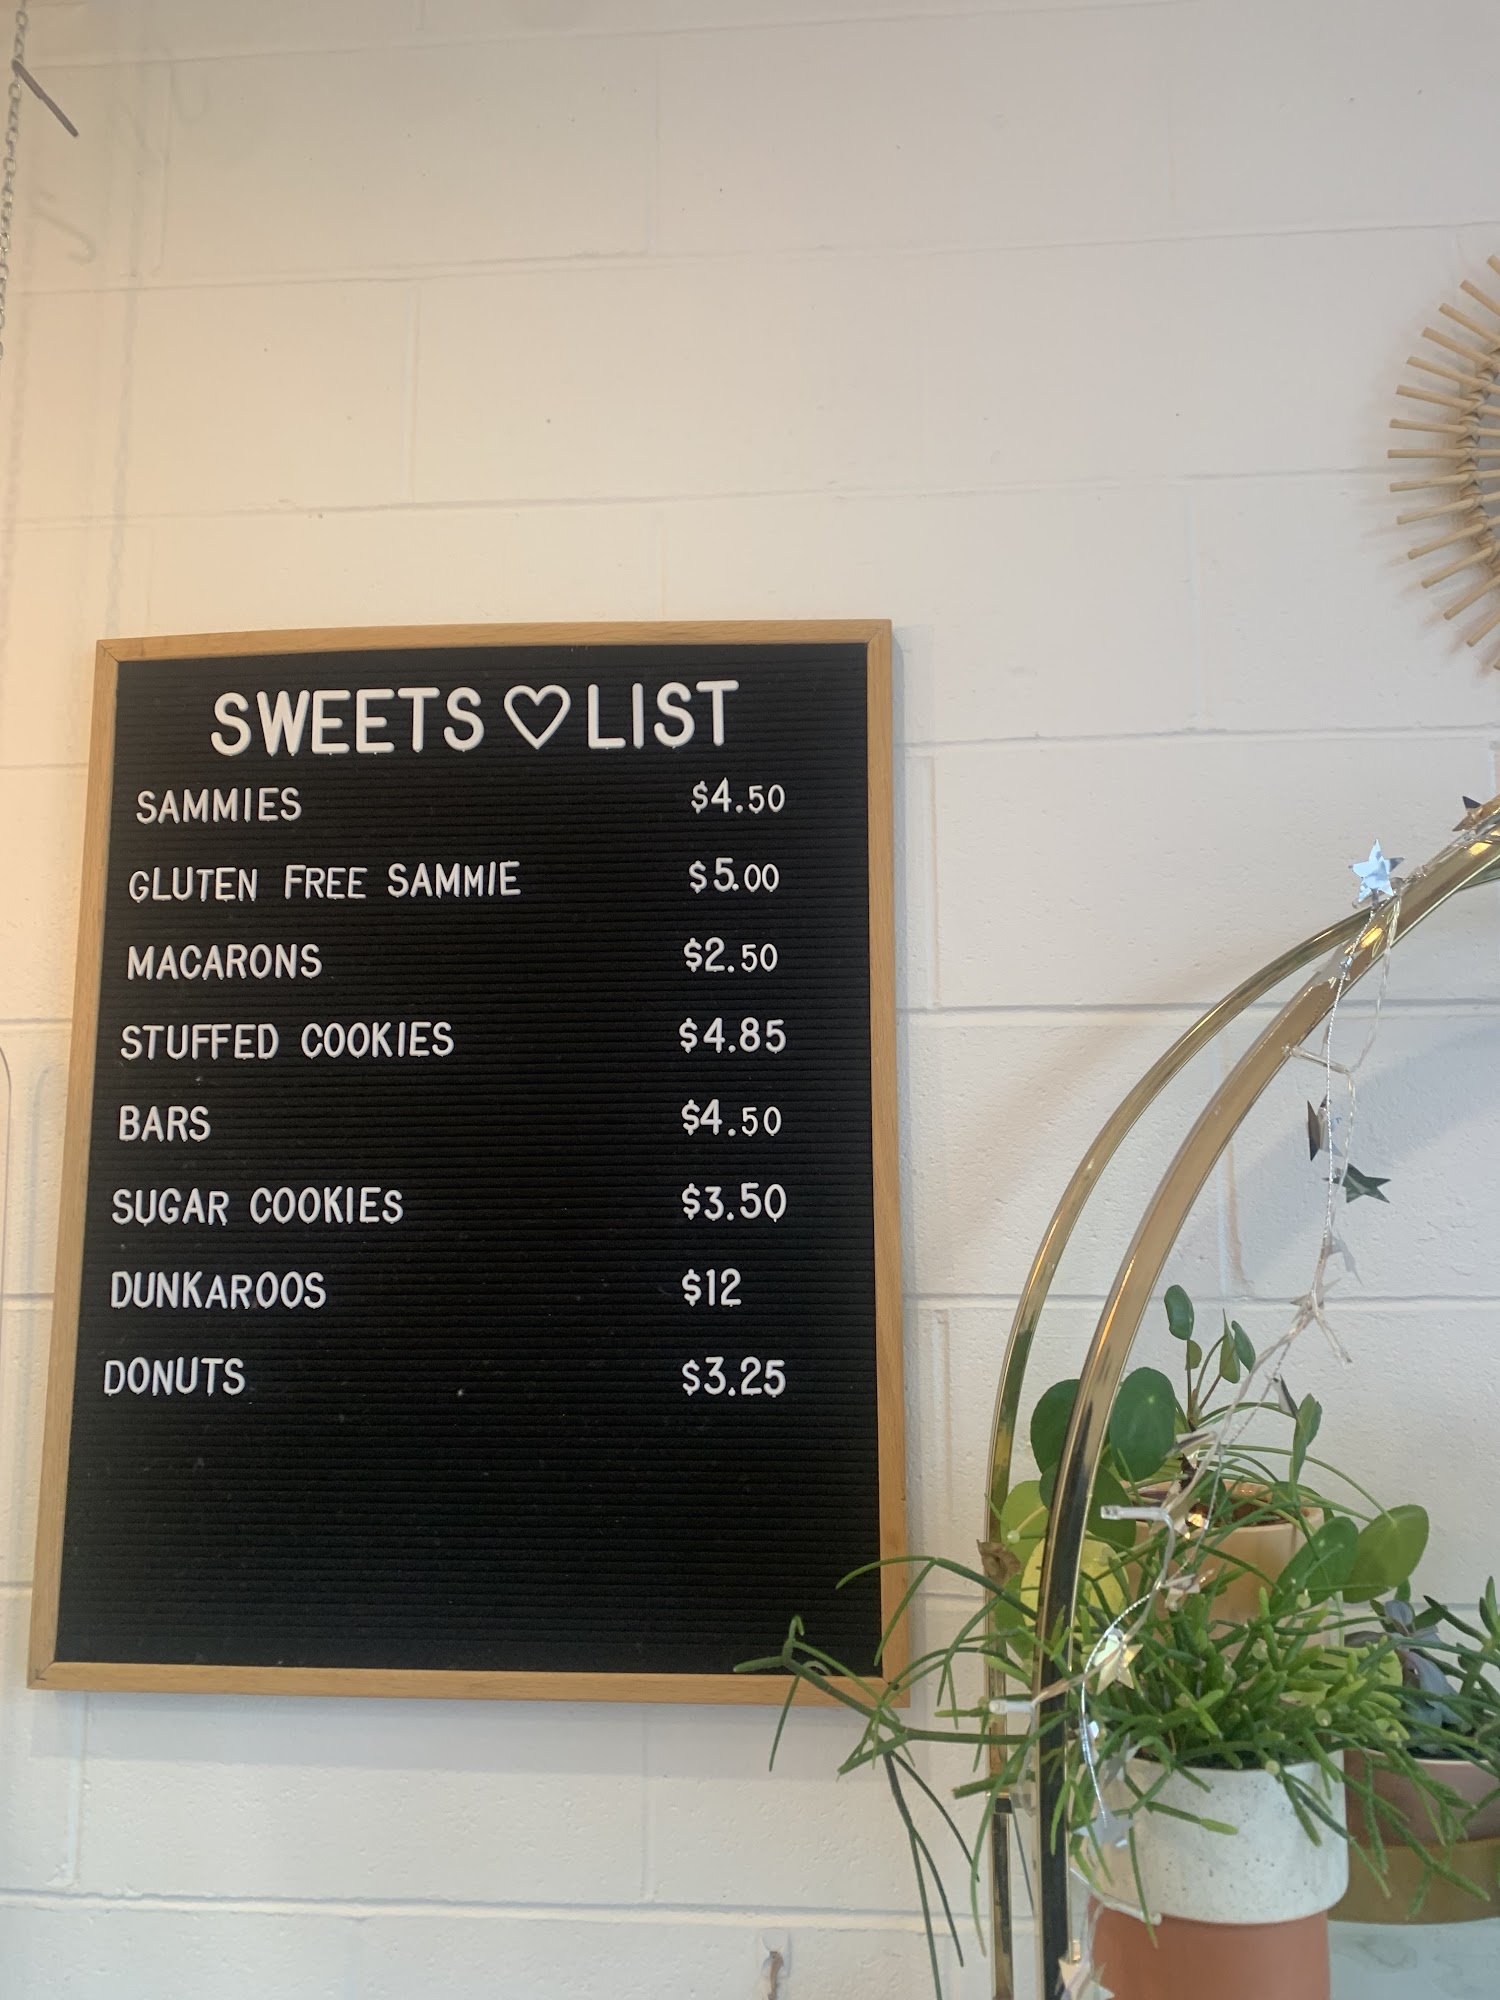 SWEETS ♡ LIST
SAMMIES $4.50
GLUTEN FREE SAMMIE $5.00
MACARONS $2.50
STUFFED COOKIES $4.85
BARS $4.50
SUGAR COOKIES $3.50
DUNKAROOS $12
DONUTS $3.25